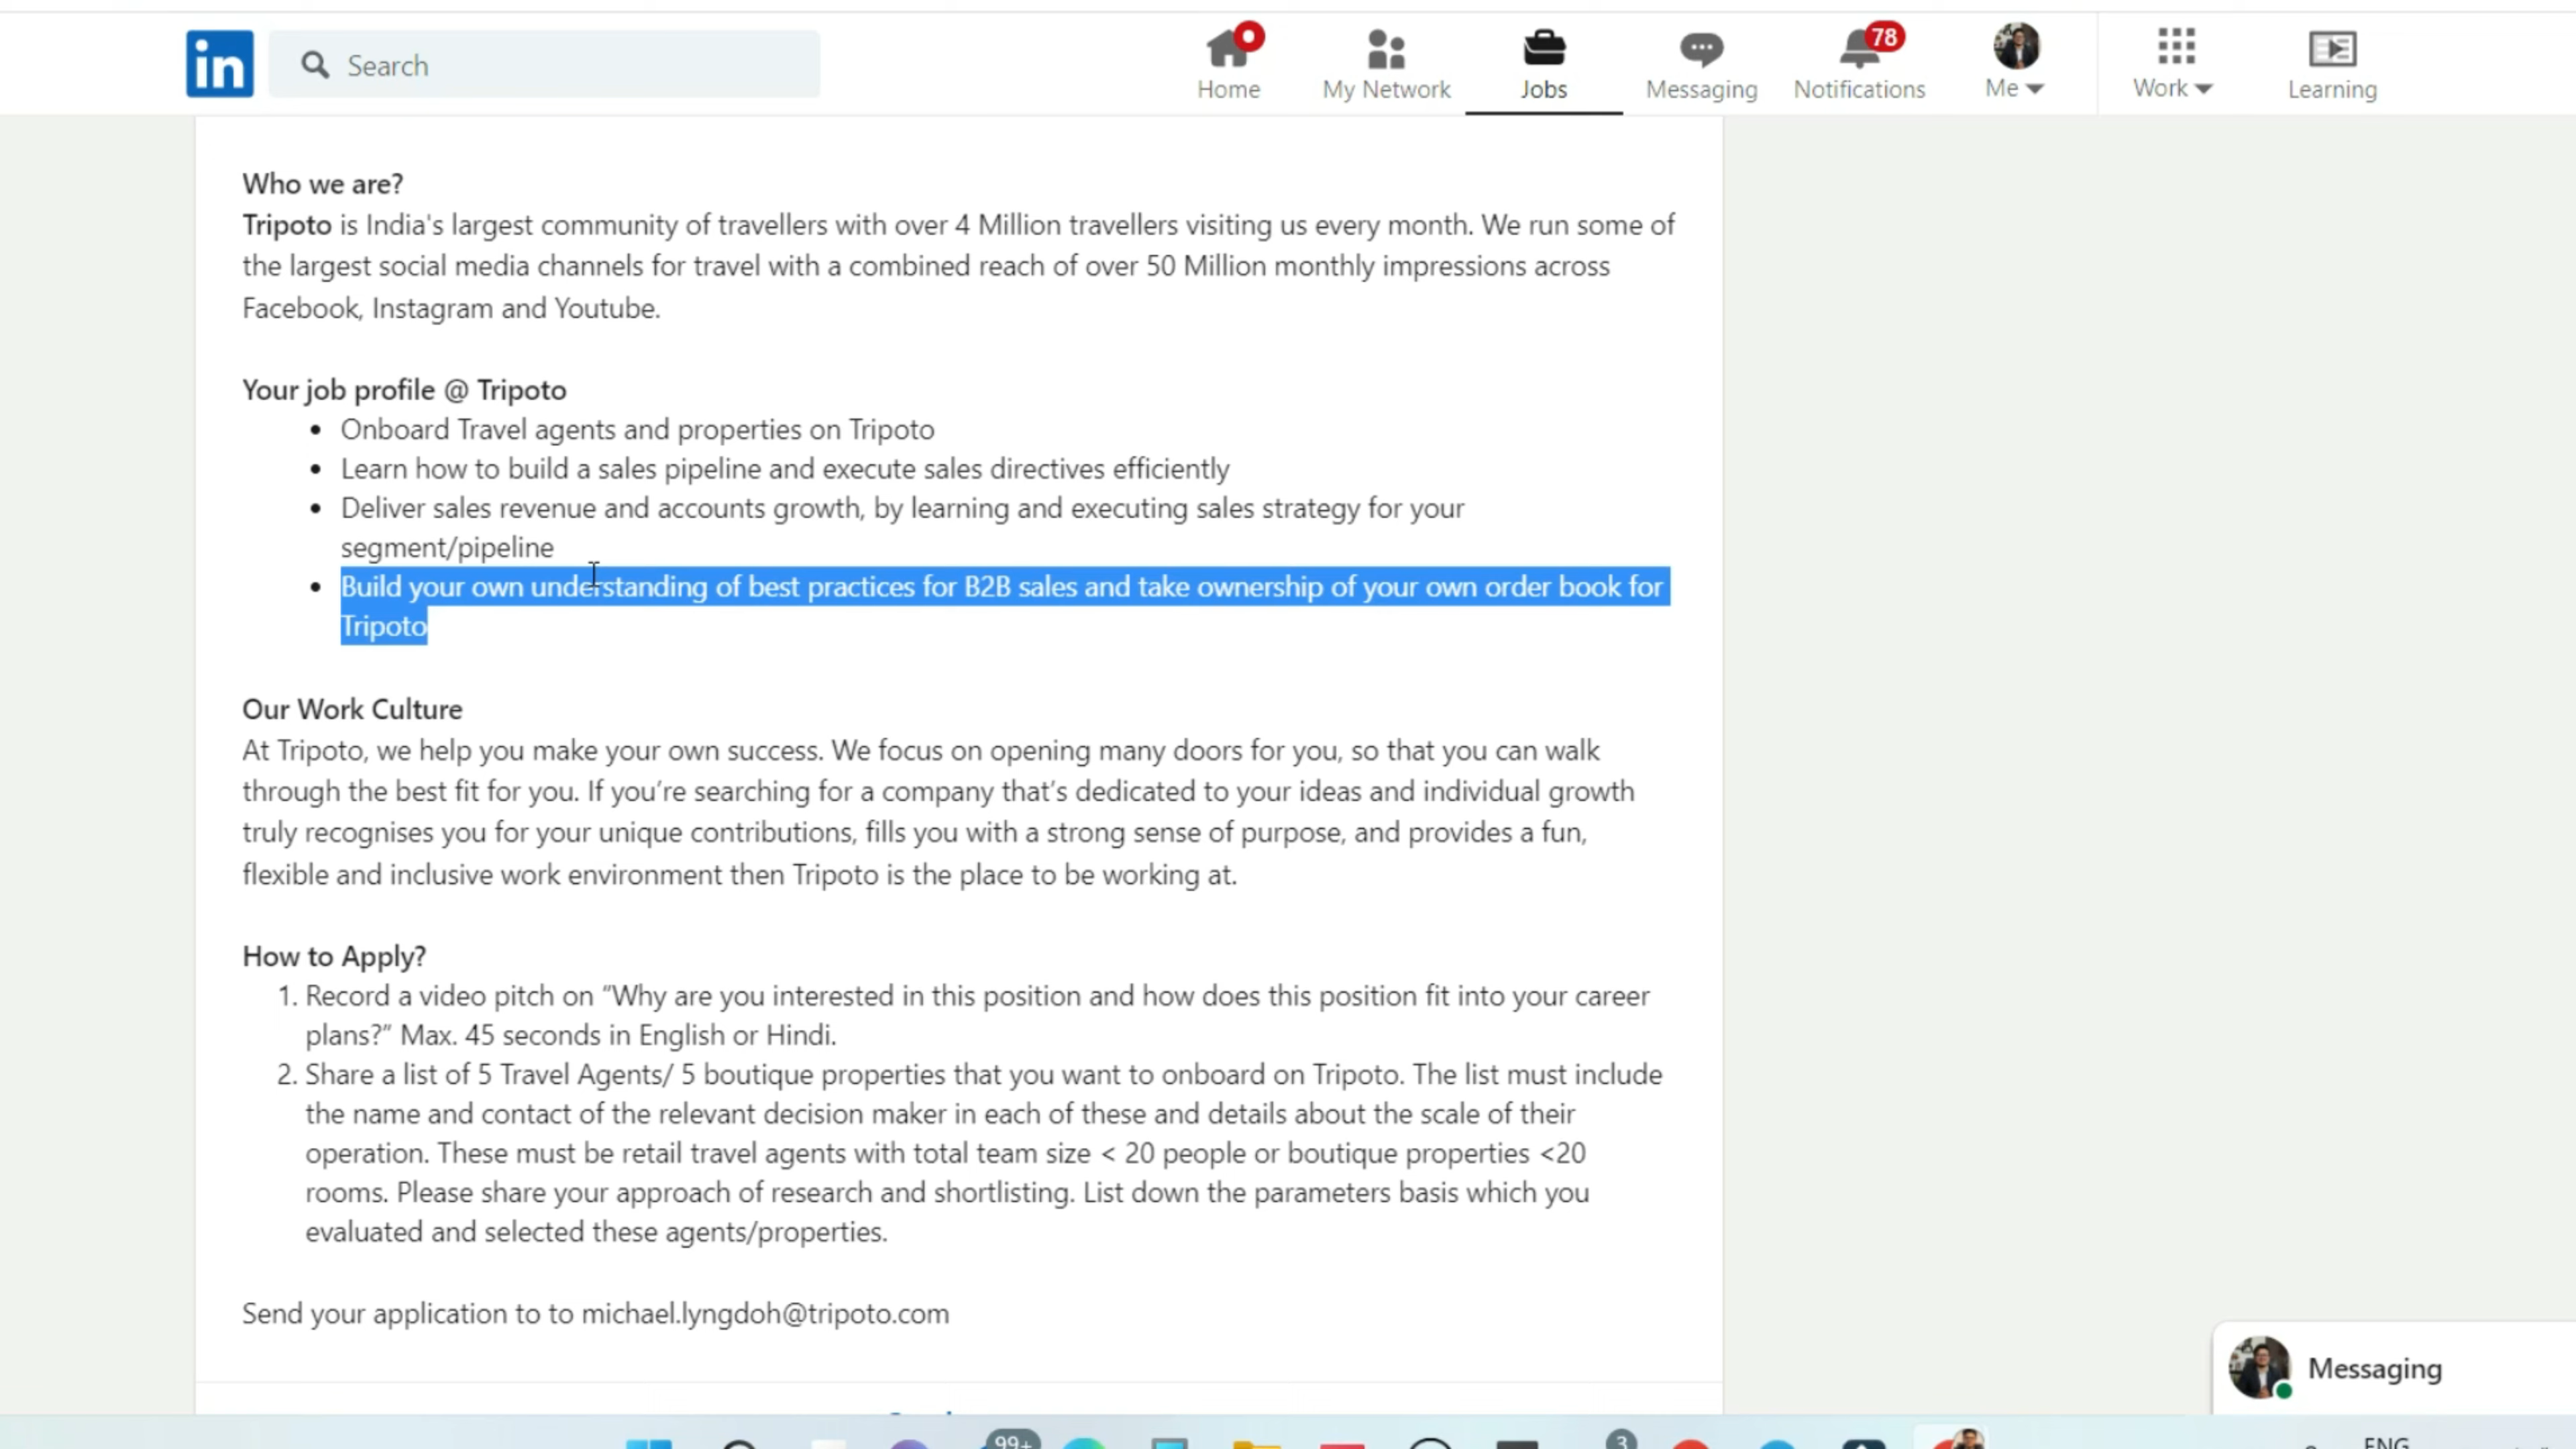 in
Search
Home
My Network
Jobs
Messaging
78
Notifications
Me
Work
Learning
Who we are?
Tripoto is India's largest community of travellers with over 4 Million travellers visiting us every month. We run some of
the largest social media channels for travel with a combined reach of over 50 Million monthly impressions across
Facebook, Instagram and Youtube.
Your job profile @ Tripoto
• Onboard Travel agents and properties on Tripoto
• Learn how to build a sales pipeline and execute sales directives efficiently
• Deliver sales revenue and accounts growth, by learning and executing sales strategy for your
segment/pipeline
• Build your own understanding of best practices for B2B sales and take ownership of your own order book for
Tripoto
Our Work Culture
At Tripoto, we help you make your own success. We focus on opening many doors for you, so that you can walk
through the best fit for you. If you’re searching for a company that’s dedicated to your ideas and individual growth
truly recognises you for your unique contributions, fills you with a strong sense of purpose, and provides a fun,
flexible and inclusive work environment then Tripoto is the place to be working at.
How to Apply?
1. Record a video pitch on “Why are you interested in this position and how does this position fit into your career
plans?” Max. 45 seconds in English or Hindi.
2. Share a list of 5 Travel Agents/ 5 boutique properties that you want to onboard on Tripoto. The list must include
the name and contact of the relevant decision maker in each of these and details about the scale of their
operation. These must be retail travel agents with total team size < 20 people or boutique properties <20
rooms. Please share your approach of research and shortlisting. List down the parameters basis which you
evaluated and selected these agents/properties.
Send your application to to michael.lyngdoh@tripoto.com
Messaging
99+
3
ENG